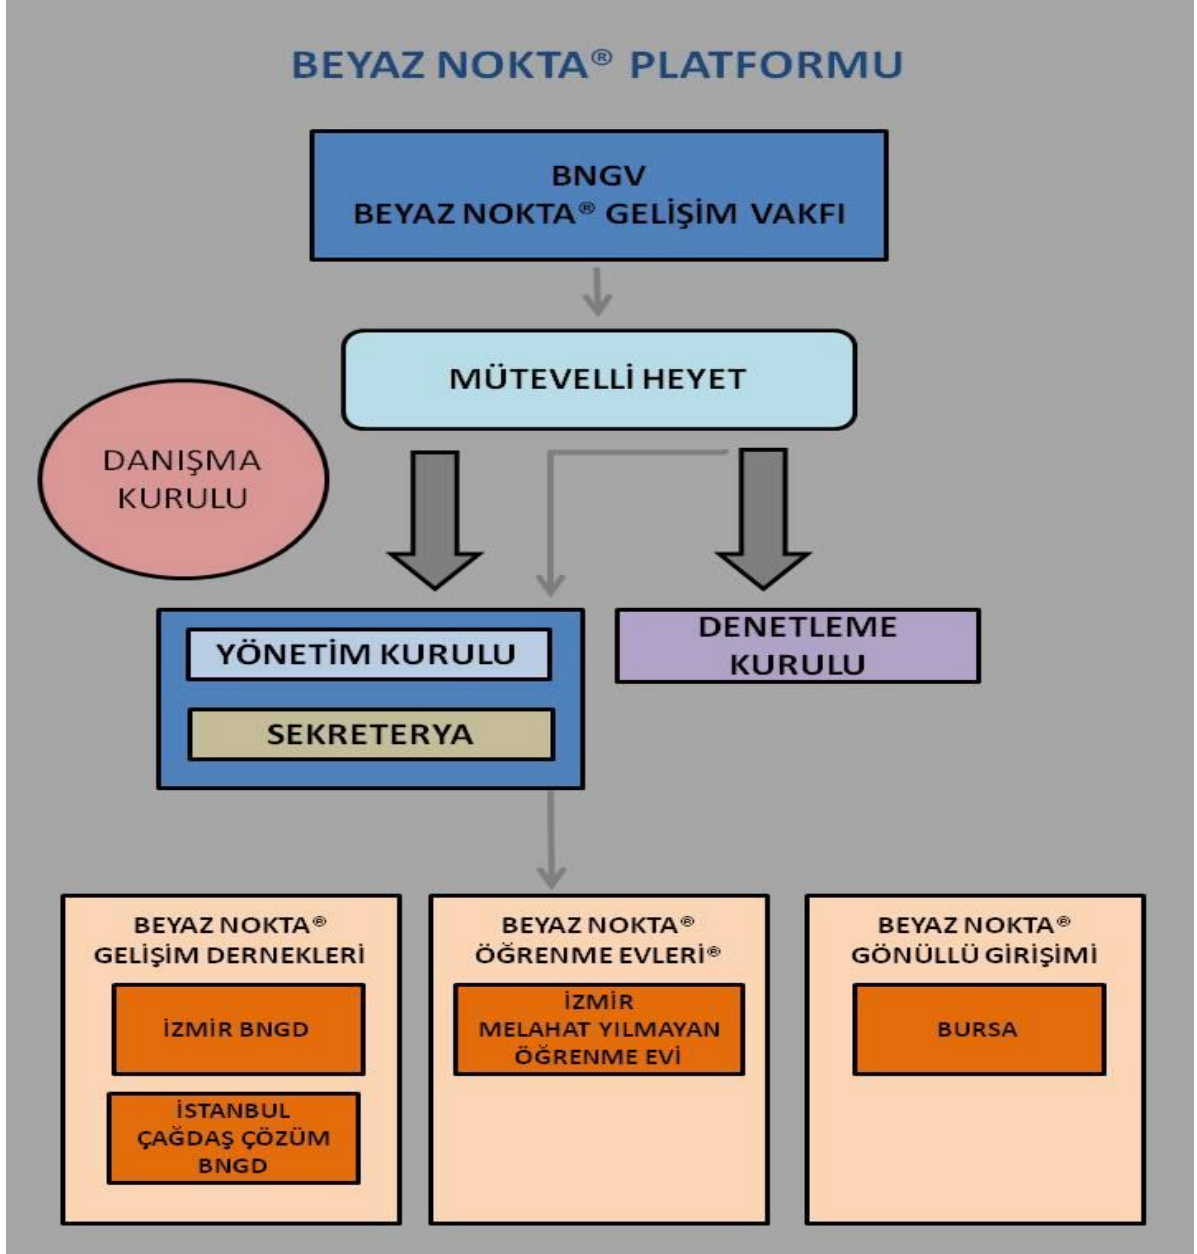 BEYAZ NOKTA® PLATFORMU
BNGV
BEYAZ NOKTA® GELİŞİM VAKFI
MÜTEVELLİ HEYET
DANIŞMA
KURULU
YÖNETİM KURULU
SEKRETERYA
DENETLEME
KURULU
BEYAZ NOKTA®
GELİŞİM DERNEKLERİ
İZMİR BNGD
İSTANBUL
ÇAĞDAŞ ÇÖZÜM
BNGD
BEYAZ NOKTA®
ÖĞRENME EVLERİ®
İZMİR
MELAHAT YILMAYAN
ÖĞRENME EVİ
BEYAZ NOKTA®
GÖNÜLLÜ GİRİŞİMİ
BURSA